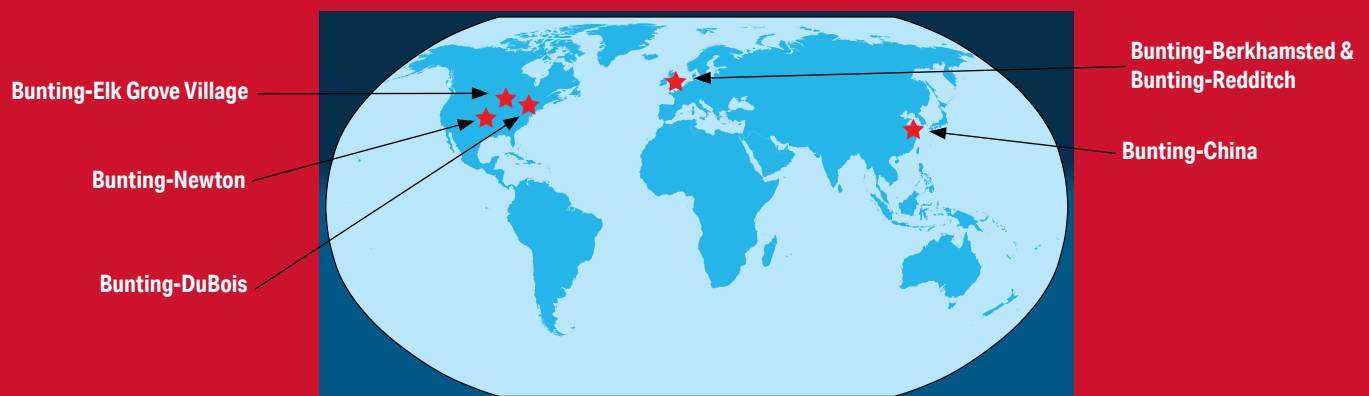 Bunting-Elk Grove Village
Bunting-Newton
Bunting-DuBois
Bunting-Berkhamsted &
Bunting-Redditch
Bunting-China